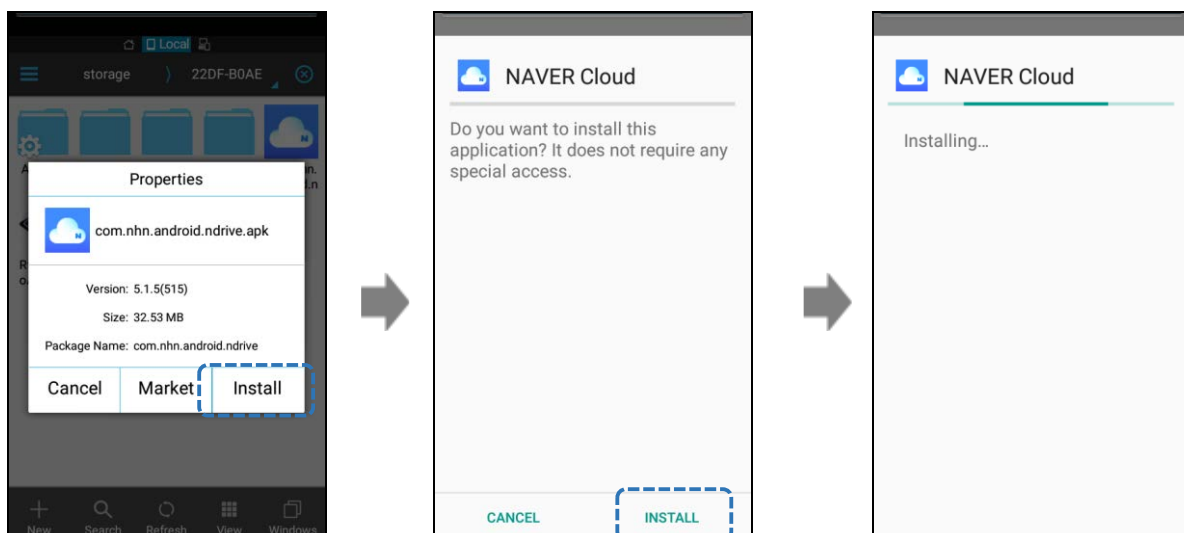 Local
storage 22DF-B0AE
Properties
com.nhn.android.ndrive.apk
Version: 5.1.5(515)
Size: 32.53 MB
Package Name: com.nhn.android.ndrive
Cancel Market Install
New Search Refresh View Windows
NAVER Cloud
Do you want to install this
application? It does not require any
special access.
CANCEL INSTALL
NAVER Cloud
Installing...